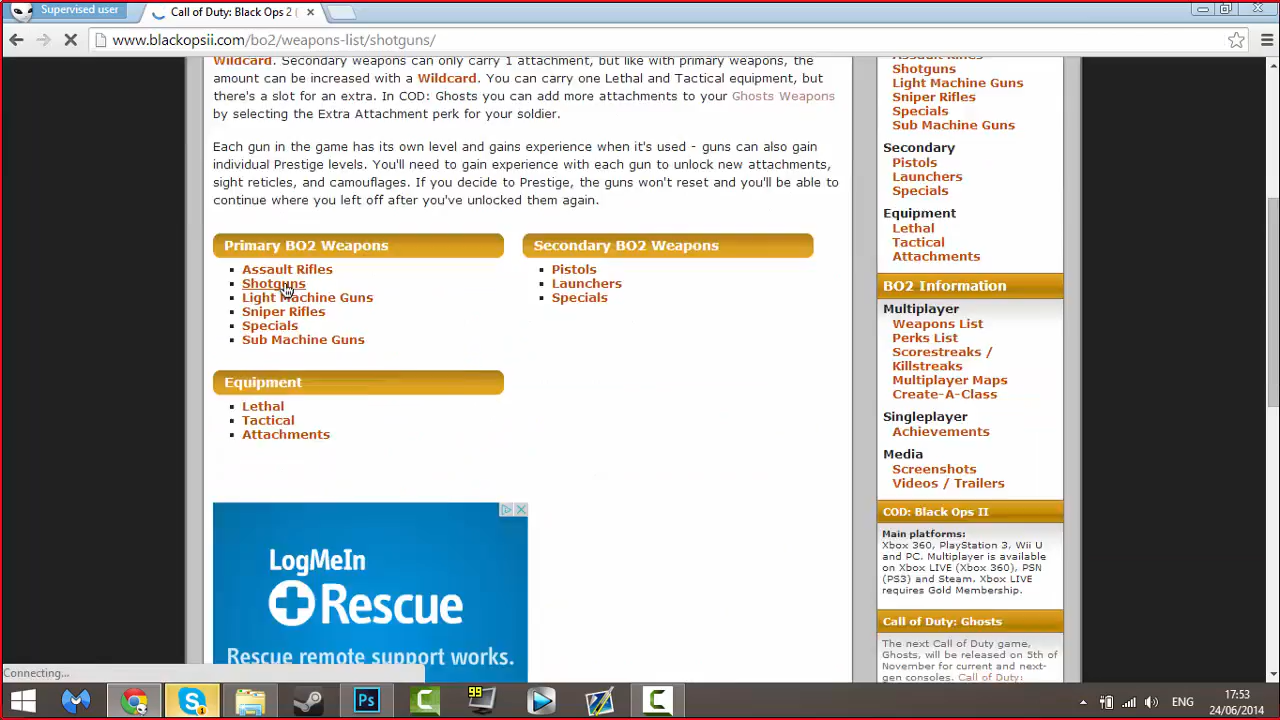 Supervised user
Call of Duty: Black Ops 2 (
www.blackopsii.com/bo2/weapons-list/shotguns/
Wildcard. Secondary weapons can only carry 1 attachment, but like with primary weapons, the
amount can be increased with a Wildcard. You can carry one Lethal and Tactical equipment, but
there's a slot for an extra. In COD: Ghosts you can add more attachments to your Ghosts Weapons
by selecting the Extra Attachment perk for your soldier.
Each gun in the game has its own level and gains experience when it's used - guns can also gain
individual Prestige levels. You'll need to gain experience with each gun to unlock new attachments,
sight reticles, and camouflages. If you decide to Prestige, the guns won't reset and you'll be able to
continue where you left off after you've unlocked them again.
Primary BO2 Weapons
Assault Rifles
Shotguns
Light Machine Guns
Sniper Rifles
Specials
Sub Machine Guns
Secondary BO2 Weapons
Pistols
Launchers
Specials
Equipment
Lethal
Tactical
Attachments
LogMeIn
Rescue
Rescue remote support works.
Assault Rifles
Shotguns
Light Machine Guns
Sniper Rifles
Specials
Sub Machine Guns
Secondary
Pistols
Launchers
Specials
Equipment
Lethal
Tactical
Attachments
BO2 Information
Multiplayer
Weapons List
Perks List
Scorestreaks /
Killstreaks
Multiplayer Maps
Create-A-Class
Singleplayer
Achievements
Media
Screenshots
Videos / Trailers
COD: Black Ops II
Main platforms:
Xbox 360, PlayStation 3, Wii U
and PC. Multiplayer is available
on Xbox LIVE (Xbox 360), PSN
(PS3) and Steam. Xbox LIVE
requires Gold Membership.
Call of Duty: Ghosts
The next Call of Duty game,
Ghosts, will be released on 5th of
November for current and next-
gen consoles. Call of Duty:
Connecting...
1
Ps
99
ENG
17:53
24/06/2014